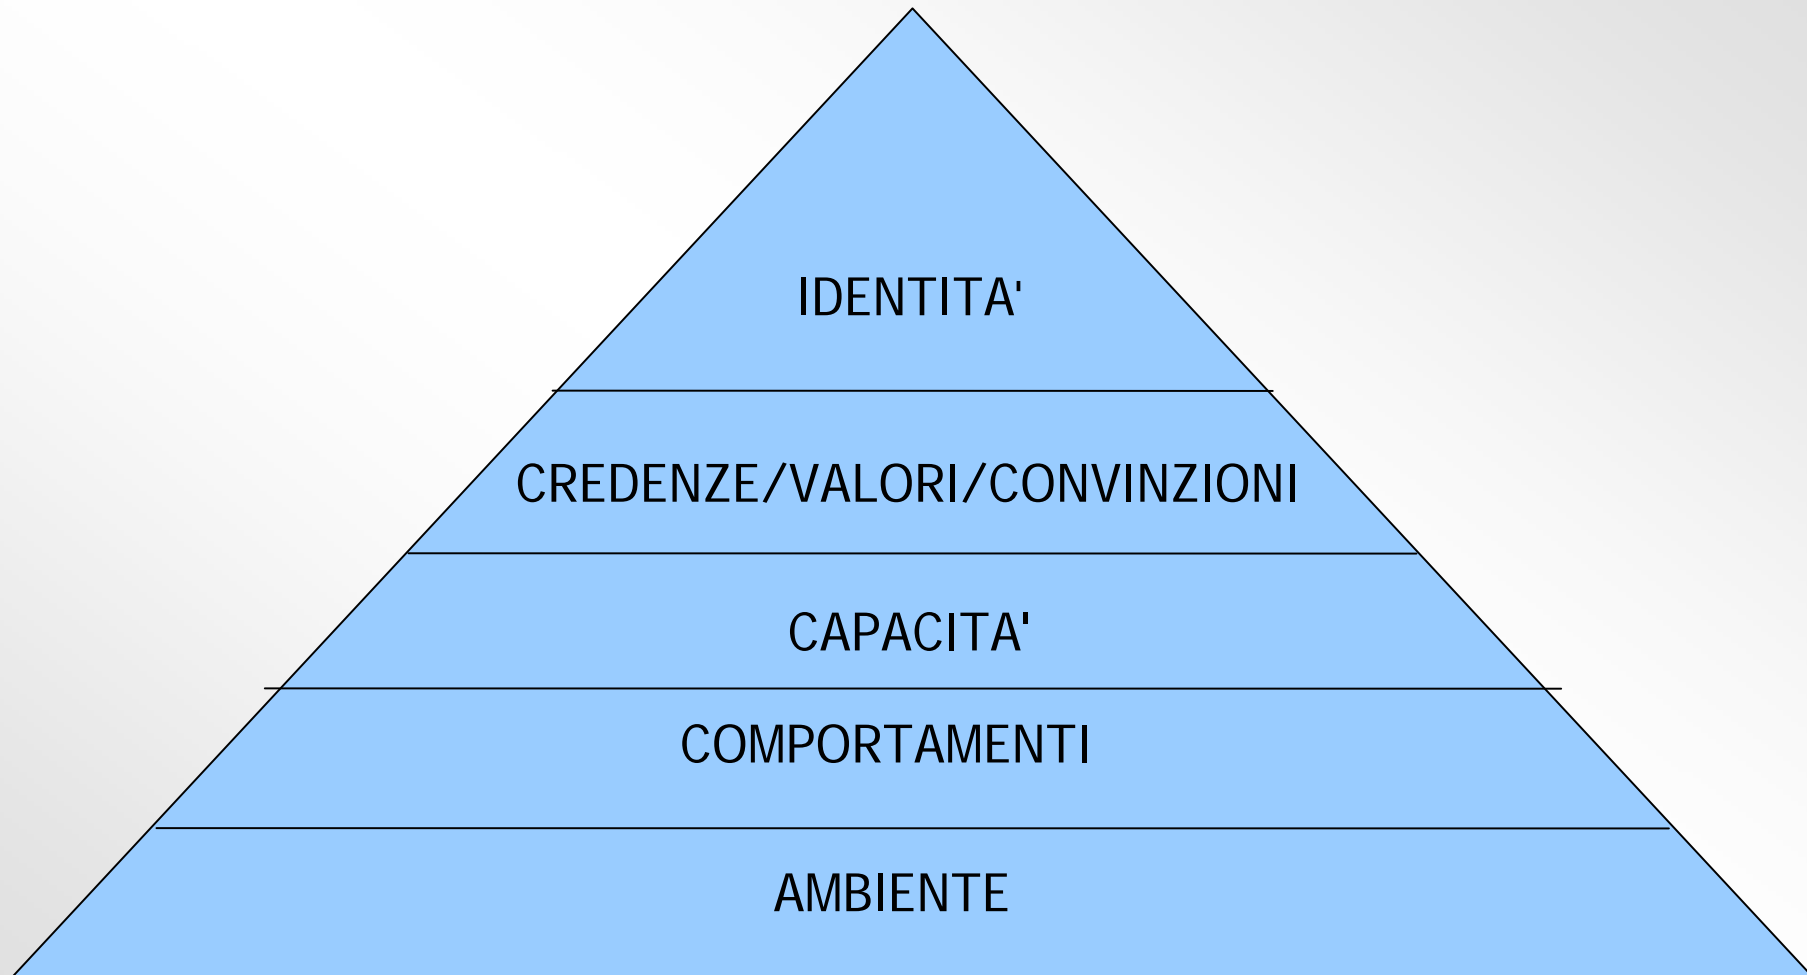 IDENTITA'
CREDENZE/VALORI/CONVINZIONI
CAPACITA'
COMPORTAMENTI
AMBIENTE